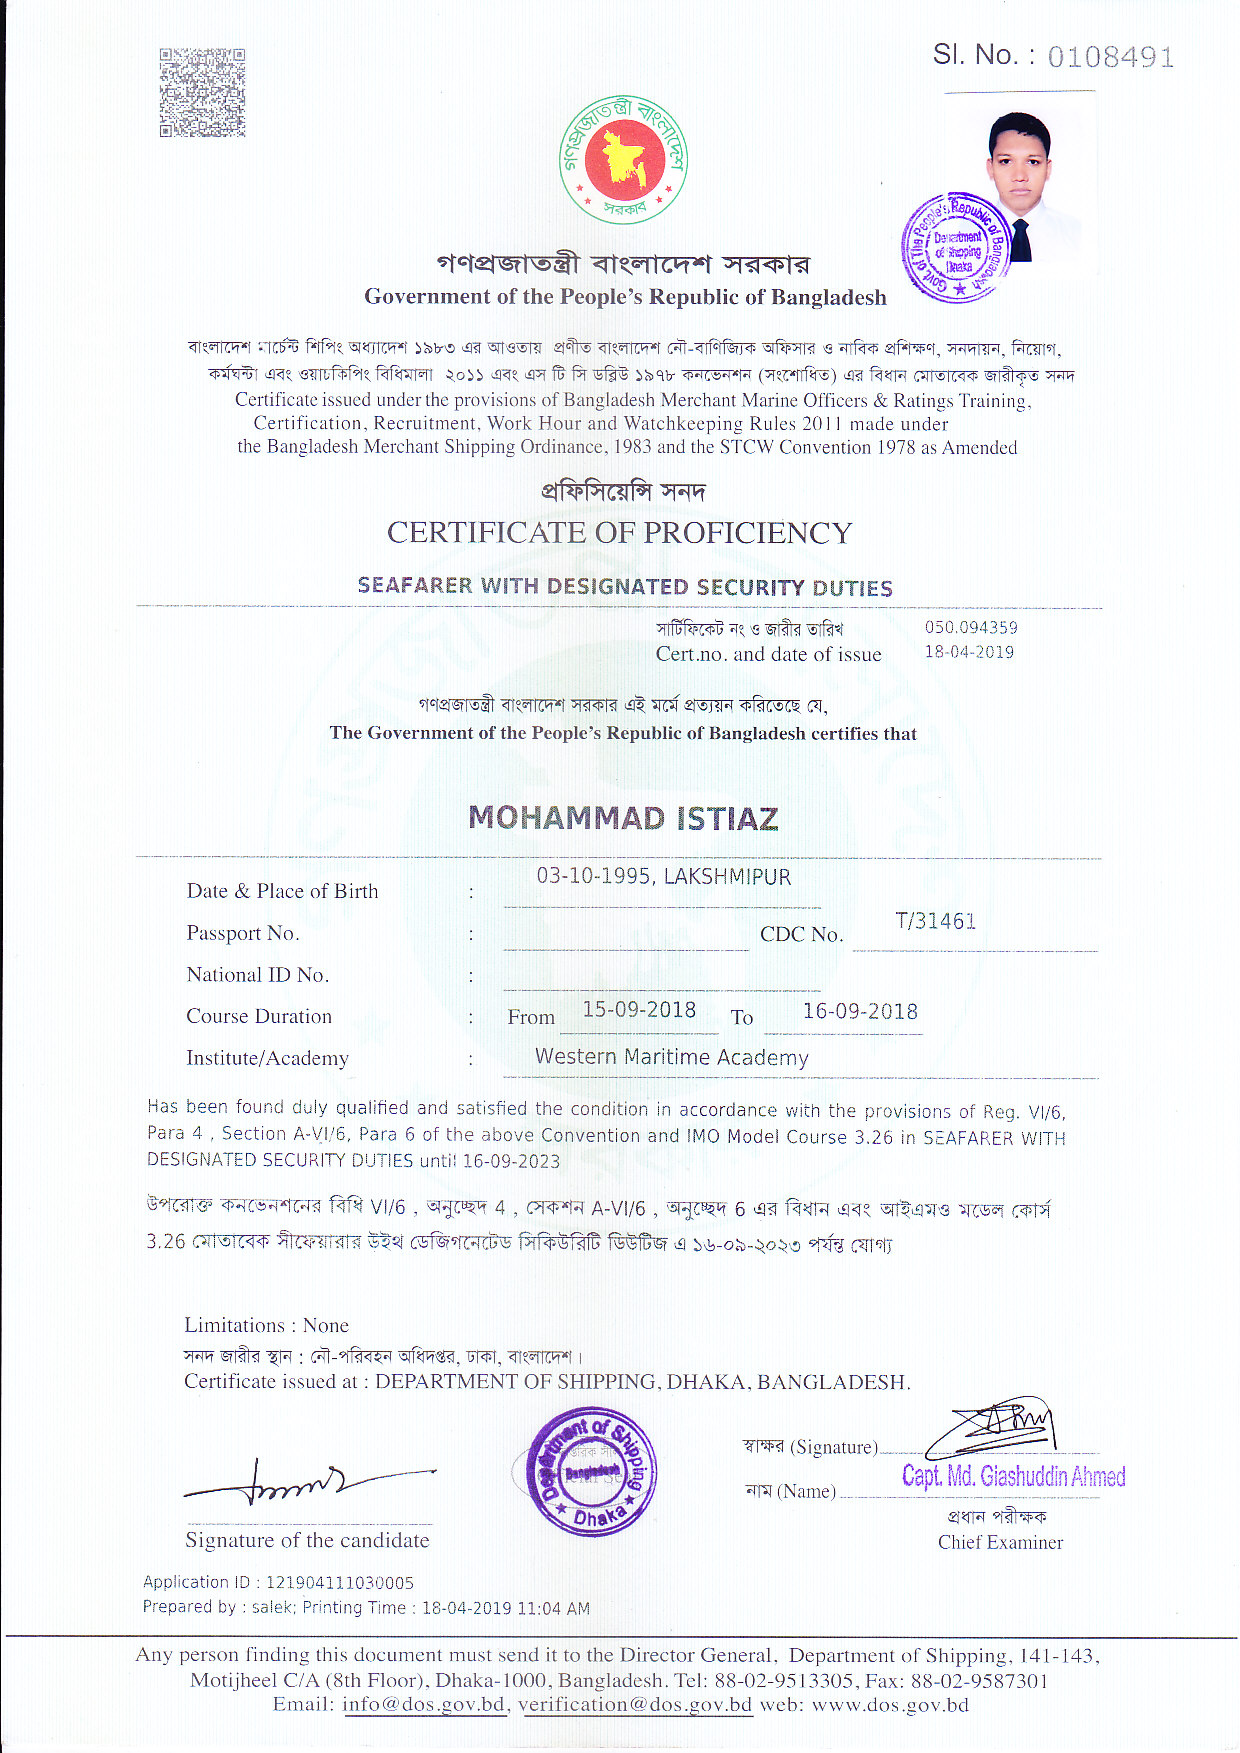 Sl. No. : 0108491
গণপ্রজাতন্ত্রী বাংলাদেশ
সরকার
Govt. of The People's Republic of Bangladesh
Department
of Shipping
Dhaka
গণপ্রজাতন্ত্রী বাংলাদেশ সরকার
Government of the People's Republic of Bangladesh
বাংলাদেশ মার্চেন্ট শিপিং অধ্যাদেশ ১৯৮৩ এর আওতায় প্রণীত বাংলাদেশ নৌ-বাণিজ্যিক অফিসার ও নাবিক প্রশিক্ষণ, সনদায়ন, নিয়োগ,
কর্মঘন্টা এবং ওয়াচকিপিং বিধিমালা ২০১১ এবং এস টি সি ডব্লিউ ১৯৭৮ কনভেনশন (সংশোধিত) এর বিধান মোতাবেক জারীকৃত সনদ
Certificate issued under the provisions of Bangladesh Merchant Marine Officers & Ratings Training,
Certification, Recruitment, Work Hour and Watchkeeping Rules 2011 made under
the Bangladesh Merchant Shipping Ordinance, 1983 and the STCW Convention 1978 as Amended
প্রফিসিয়েন্সি সনদ
CERTIFICATE OF PROFICIENCY
SEAFARER WITH DESIGNATED SECURITY DUTIES
সার্টিফিকেট নং ও জারীর তারিখ 050.094359
Cert.no. and date of issue 18-04-2019
গণপ্রজাতন্ত্রী বাংলাদেশ সরকার এই মর্মে প্রত্যয়ন করিতেছে যে,
The Government of the People's Republic of Bangladesh certifies that
MOHAMMAD ISTIAZ
Date & Place of Birth : 03-10-1995, LAKSHMIPUR
Passport No. : CDC No. T/31461
National ID No. :
Course Duration : From 15-09-2018 To 16-09-2018
Institute/Academy : Western Maritime Academy
Has been found duly qualified and satisfied the condition in accordance with the provisions of Reg. VI/6,
Para 4 , Section A-VI/6, Para 6 of the above Convention and IMO Model Course 3.26 in SEAFARER WITH
DESIGNATED SECURITY DUTIES until 16-09-2023
উপরোক্ত কনভেনশনের বিধি VI/6 , অনুচ্ছেদ 4 , সেকশন A-VI/6 , অনুচ্ছেদ 6 এর বিধান এবং আইএমও মডেল কোর্স
3.26 মোতাবেক সীফেয়ারার উইথ ডেজিগনেটেড সিকিউরিটি ডিউটিজ এ ১৬-০৯-২০২৩ পর্যন্ত যোগ্য
Limitations : None
সনদ জারীর স্থান : নৌ-পরিবহন অধিদপ্তর, ঢাকা, বাংলাদেশ।
Certificate issued at : DEPARTMENT OF SHIPPING, DHAKA, BANGLADESH.
Department of Shipping
Bangladesh
Dhaka
স্বাক্ষর (Signature)
নাম (Name) Capt. Md. Giashuddin Ahmed
প্রধান পরীক্ষক
Signature of the candidate
Chief Examiner
Application ID : 121904111030005
Prepared by : salek; Printing Time : 18-04-2019 11:04 AM
Any person finding this document must send it to the Director General, Department of Shipping, 141-143,
Motijheel C/A (8th Floor), Dhaka-1000, Bangladesh. Tel: 88-02-9513305, Fax: 88-02-9587301
Email: info@dos.gov.bd, verification@dos.gov.bd web: www.dos.gov.bd